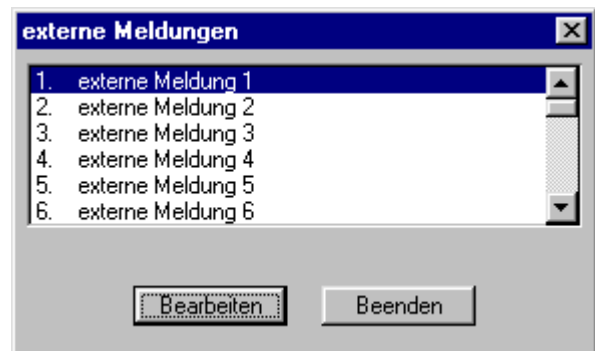 externe Meldungen
1. externe Meldung 1
2. externe Meldung 2
3. externe Meldung 3
4. externe Meldung 4
5. externe Meldung 5
6. externe Meldung 6
Bearbeiten Beenden